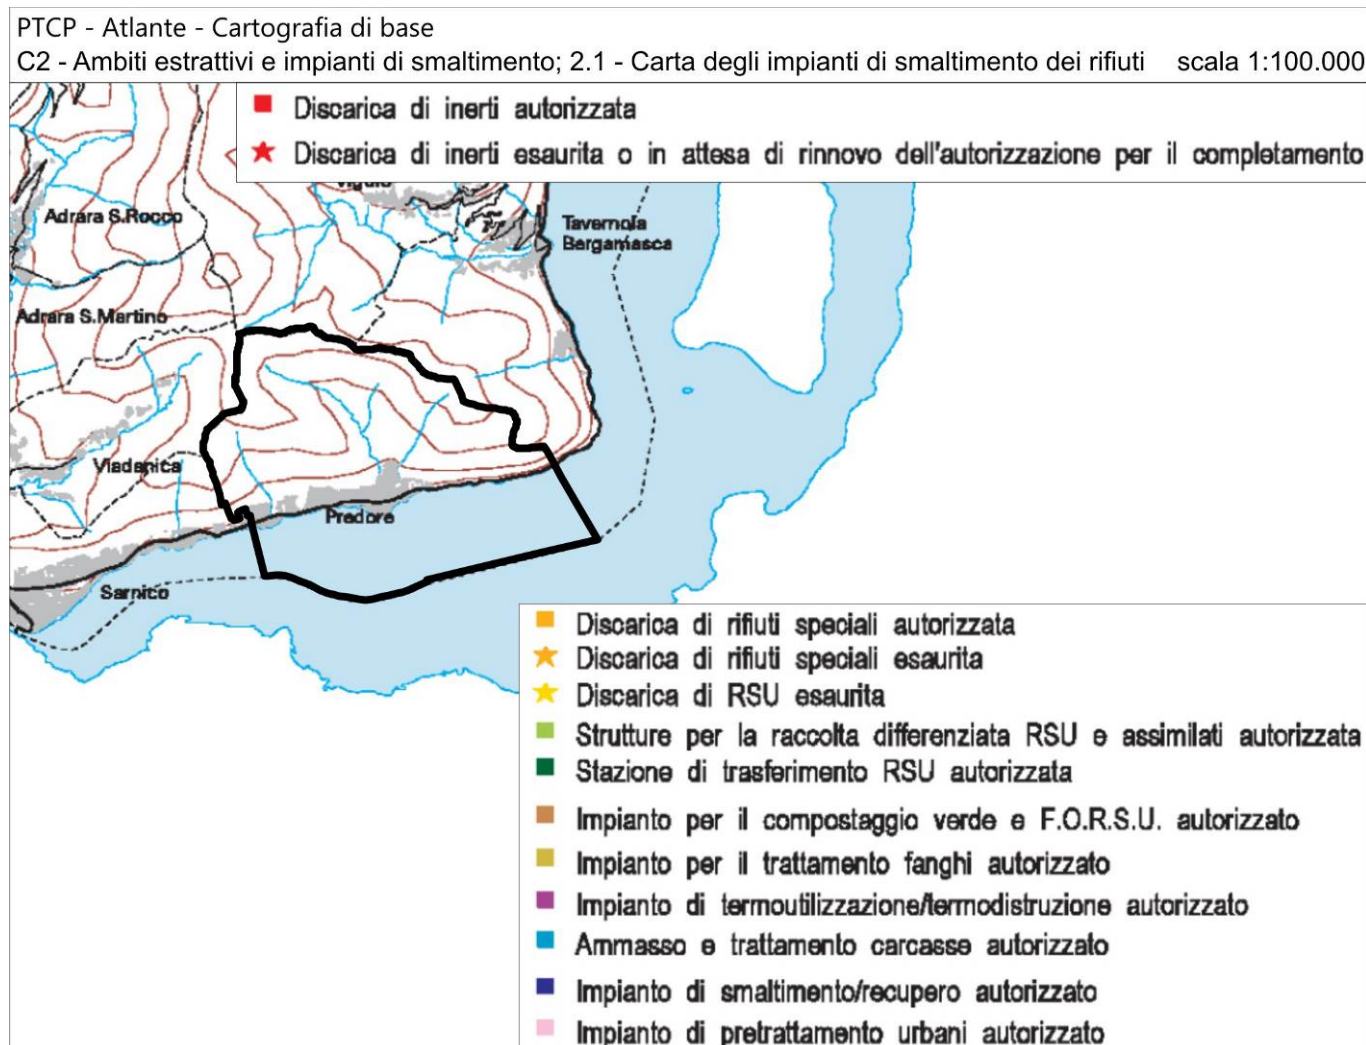 PTCP - Atlante - Cartografia di base
C2 - Ambiti estrattivi e impianti di smaltimento; 2.1 - Carta degli impianti di smaltimento dei rifiuti scala 1:100.000
Discarica di inerti autorizzata
Discarica di inerti esaurita o in attesa di rinnovo dell'autorizzazione per il completamento
Adrara S.Rocco
Tavernola
Bergamasca
Adrara S.Martino
Viadanica
Predore
Sarnico
Discarica di rifiuti speciali autorizzata
Discarica di rifiuti speciali esaurita
Discarica di RSU esaurita
Strutture per la raccolta differenziata RSU e assimilati autorizzata
Stazione di trasferimento RSU autorizzata
Impianto per il compostaggio verde e F.O.R.S.U. autorizzato
Impianto per il trattamento fanghi autorizzato
Impianto di termoutilizzazione/termodistruzione autorizzato
Ammasso e trattamento carcasse autorizzato
Impianto di smaltimento/recupero autorizzato
Impianto di pretrattamento urbani autorizzato